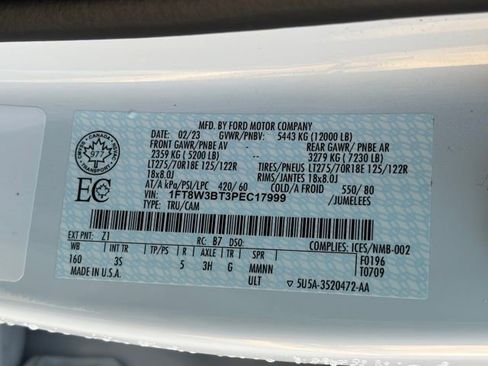 MFD. BY FORD MOTOR COMPANY
DATE: 02/23 GVWR/PNBV: 5443 KG (12000 LB)
FRONT GAWR/PNBE AV REAR GAWR / PNBE AR
2359 KG ( 5200 LB) 3279 KG ( 7230 LB)
LT275/70R18E 125/122R TIRES/PNEUS LT275/70R18E 125/122R
18x8.0J RIMS/JANTES 18x8.0J
AT/A kPa/PSI/LPC 420/60 COLD/A FROID 550/80
VIN: 1FT8W3BT3PEC17999 /JUMELEES
TYPE: TRU/CAM
CANADA
977
EC
EXT PNT: Z1 RC: B7 DSO: COMPLIES: ICES/NMB-002
WB INT TR TP/PS R AXLE TR SPR F0196
160 3S 5 3H G MMNN T0709
MADE IN U.S.A. ULT ▽ 5U5A-3520472-AA